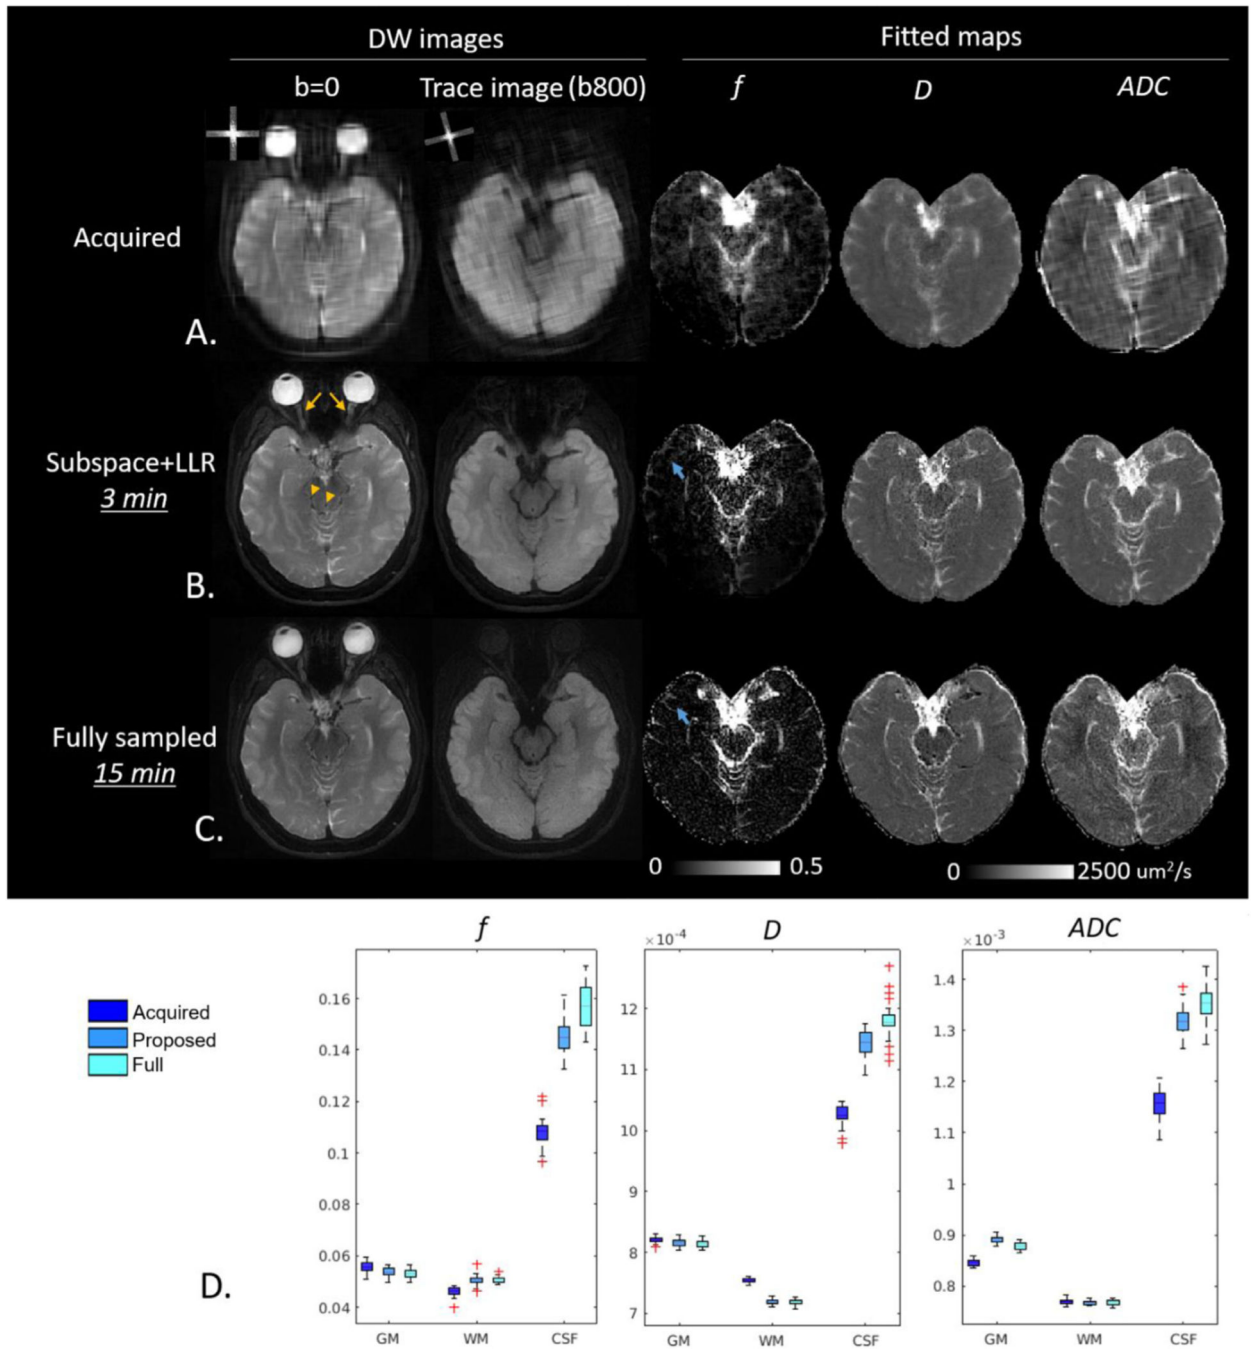 DW images
Fitted maps
b=0
Trace image (b800)
f
D
ADC
Acquired
A.
Subspace+LLR
3 min
B.
Fully sampled
15 min
C.
0
0.5
0
2500 um²/s
f
D
ADC
×10⁻⁴
×10⁻³
Acquired
Proposed
Full
0.16
0.14
0.12
0.1
0.08
0.06
0.04
12
11
10
9
8
7
1.4
1.3
1.2
1.1
1
0.9
0.8
D.
GM
WM
CSF
GM
WM
CSF
GM
WM
CSF